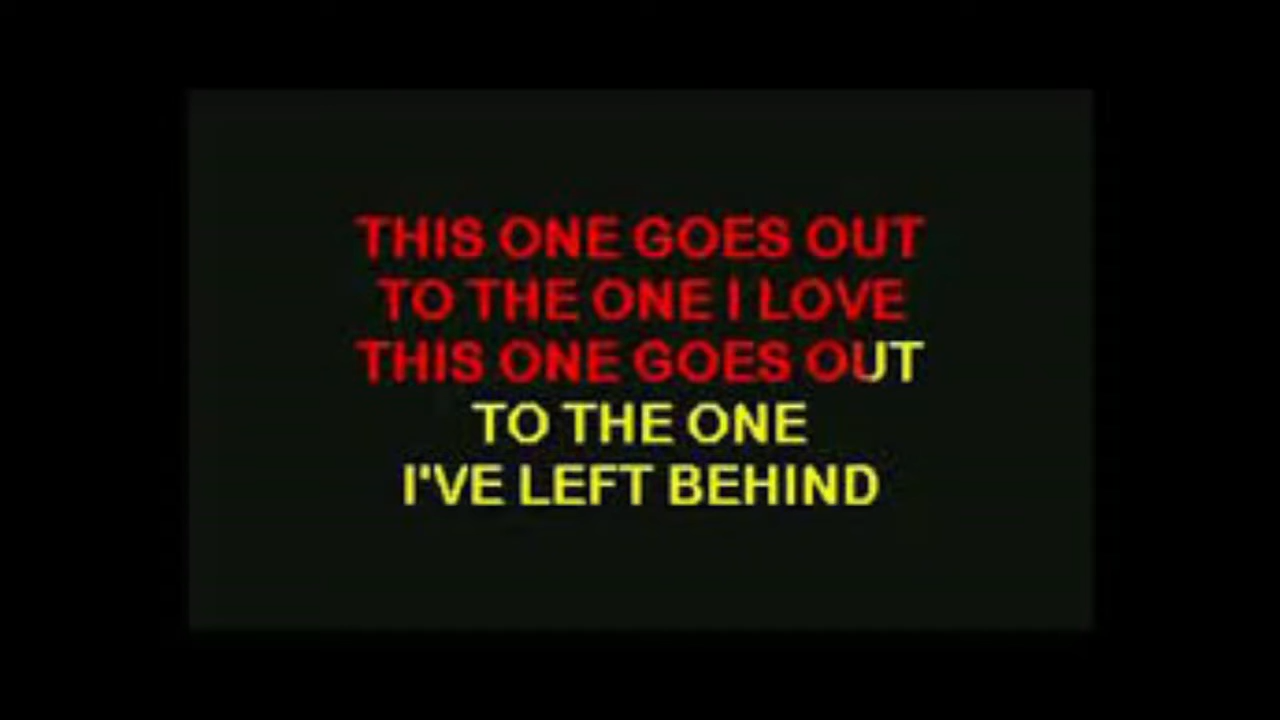 THIS ONE GOES OUT
TO THE ONE I LOVE
THIS ONE GOES OUT
TO THE ONE
I'VE LEFT BEHIND